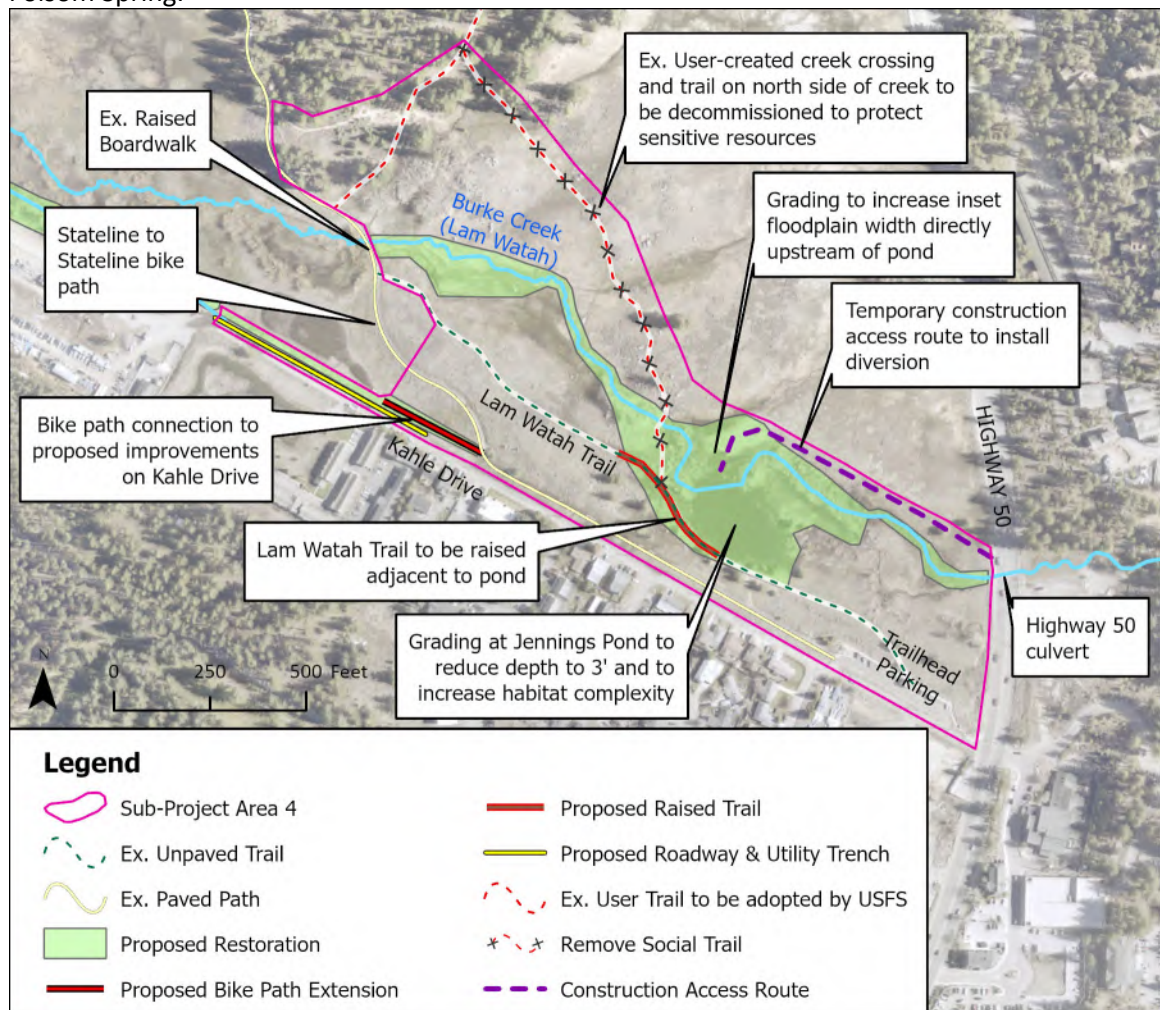 Folsom Spring.
Ex. User-created creek crossing
and trail on north side of creek to
be decommissioned to protect
sensitive resources
Ex. Raised
Boardwalk
Burke Creek
(Lam Watah)
Grading to increase inset
floodplain width directly
upstream of pond
Stateline to
Stateline bike
path
Temporary construction
access route to install
diversion
HIGHWAY 50
Lam Watah Trail
Bike path connection to
proposed improvements
on Kahle Drive
Kahle Drive
Lam Watah Trail to be raised
adjacent to pond
Highway 50
culvert
Grading at Jennings Pond to
reduce depth to 3' and to
increase habitat complexity
Trailhead
Parking
N
0 250 500 Feet
Legend
Sub-Project Area 4
Ex. Unpaved Trail
Ex. Paved Path
Proposed Restoration
Proposed Bike Path Extension
Proposed Raised Trail
Proposed Roadway & Utility Trench
Ex. User Trail to be adopted by USFS
Remove Social Trail
Construction Access Route